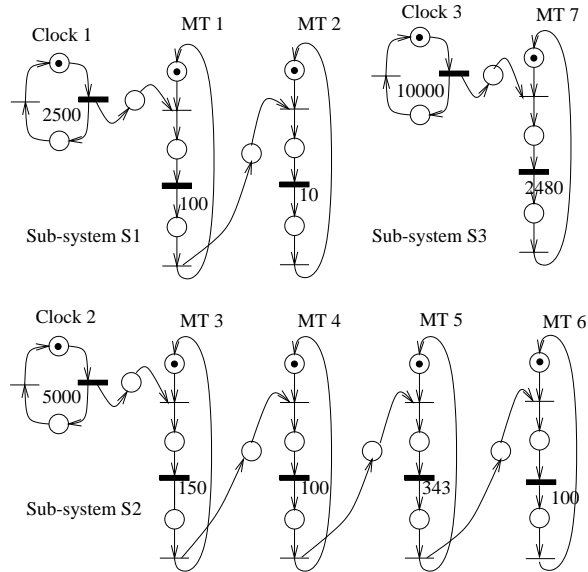 Clock 1
MT 1
MT 2
2500
100
10
Sub-system S1
Clock 3
MT 7
10000
2480
Sub-system S3
Clock 2
MT 3
MT 4
MT 5
MT 6
5000
150
100
343
100
Sub-system S2